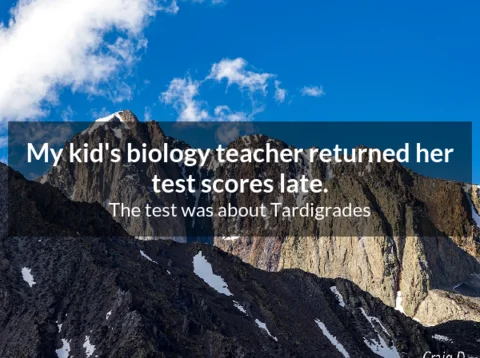 My kid's biology teacher returned her
test scores late.
The test was about Tardigrades
Craig D